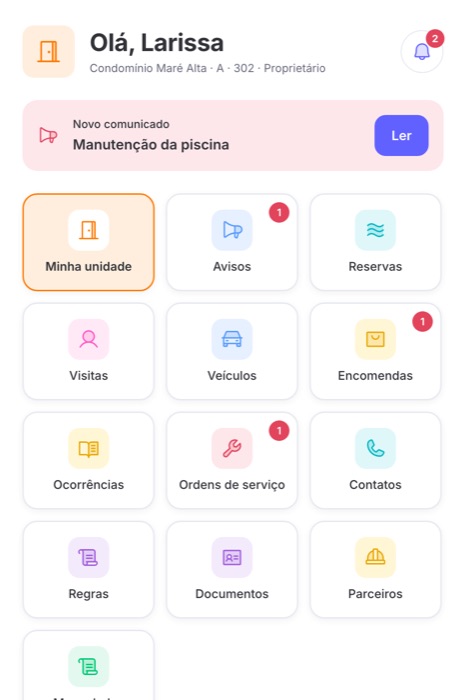 Olá, Larissa
Condomínio Maré Alta · A · 302 · Proprietário
2
Novo comunicado
Manutenção da piscina
Ler
Minha unidade
1
Avisos
Reservas
Visitas
Veículos
1
Encomendas
Ocorrências
1
Ordens de serviço
Contatos
Regras
Documentos
Parceiros